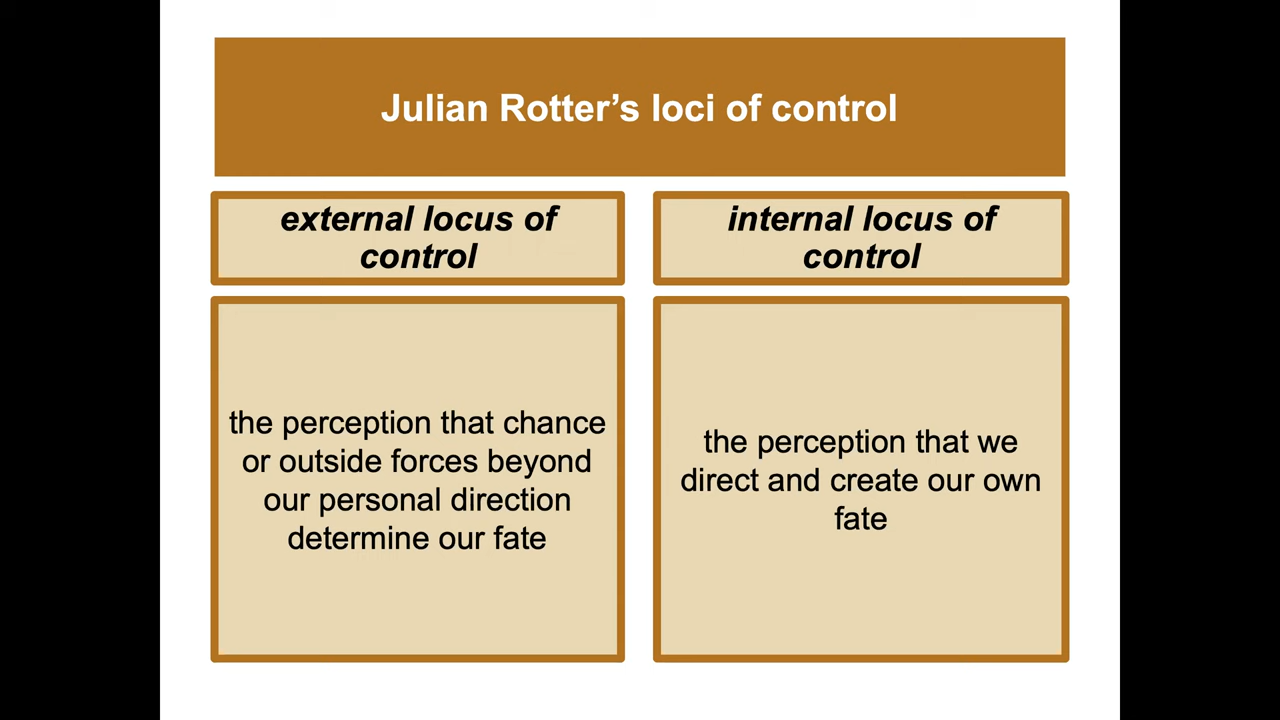 Julian Rotter’s loci of control
external locus of
control
internal locus of
control
the perception that chance
or outside forces beyond
our personal direction
determine our fate
the perception that we
direct and create our own
fate